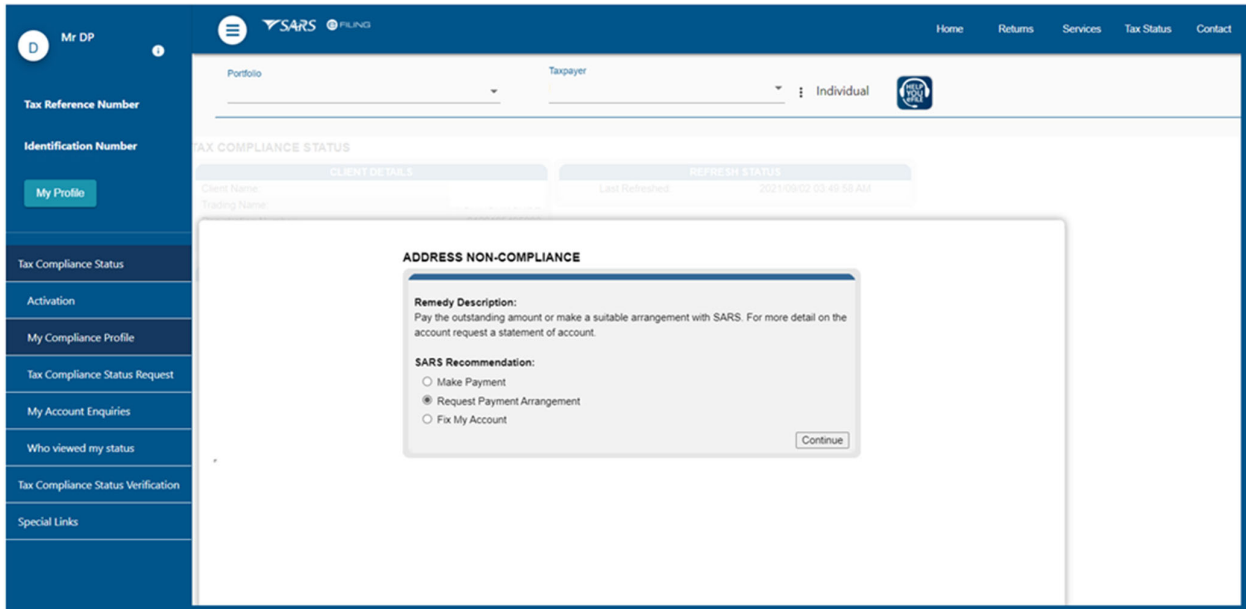 D
Mr DP
Tax Reference Number
Identification Number
My Profile
Tax Compliance Status
Activation
My Compliance Profile
Tax Compliance Status Request
My Account Enquiries
Who viewed my status
Tax Compliance Status Verification
Special Links
SARS eFILING
Home Returns Services Tax Status Contact
Portfolio
Taxpayer
Individual
HELP YOU eFILE
TAX COMPLIANCE STATUS
CLIENT DETAILS
REFRESH STATUS
Client Name:
Last Refreshed: 2021/09/02 03:49:58 AM
Trading Name:
ADDRESS NON-COMPLIANCE
Remedy Description:
Pay the outstanding amount or make a suitable arrangement with SARS. For more detail on the
account request a statement of account.
SARS Recommendation:
Make Payment
Request Payment Arrangement
Fix My Account
Continue